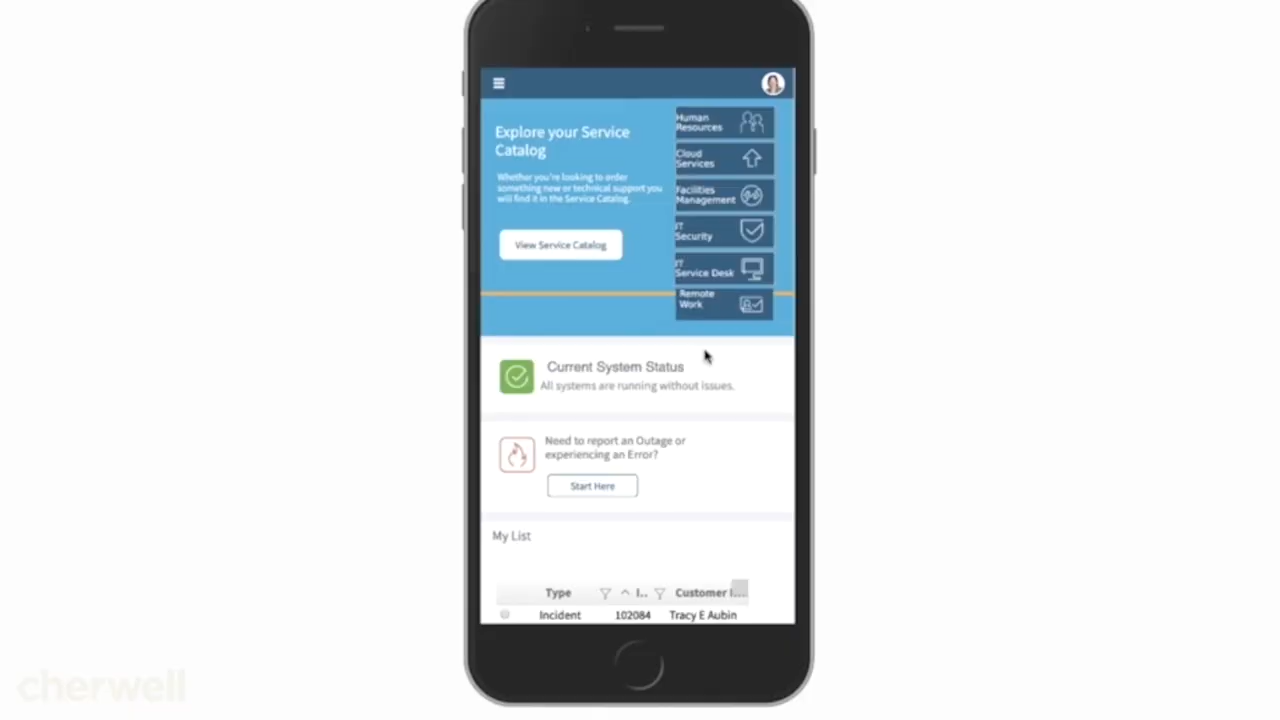 Explore your Service
Catalog
Whether you're looking to order
something new or technical support you
will find it in the Service Catalog.
View Service Catalog
Human
Resources
Cloud
Services
Facilities
Management
IT
Security
IT
Service Desk
Remote
Work
Current System Status
All systems are running without issues.
Need to report an Outage or
experiencing an Error?
Start Here
My List
Type I.. Customer I...
Incident 102084 Tracy E Aubin
cherwell